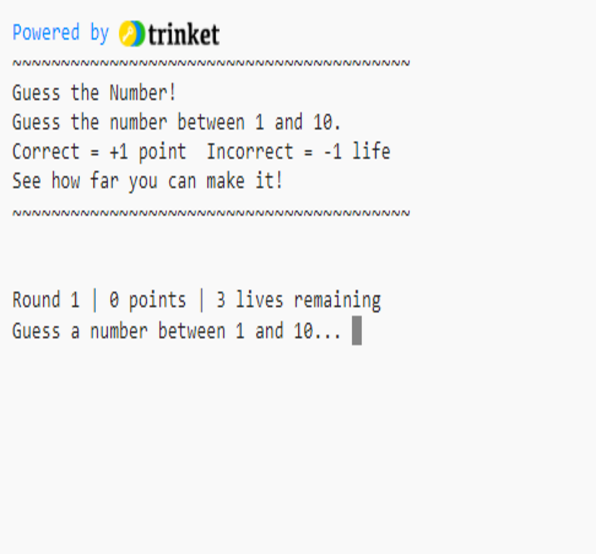 Powered by trinket
~~~~~~~~~~~~~~~~~~~~~~~~~~~~~~~~~~~~~~~~~
Guess the Number!
Guess the number between 1 and 10.
Correct = +1 point  Incorrect = -1 life
See how far you can make it!
~~~~~~~~~~~~~~~~~~~~~~~~~~~~~~~~~~~~~~~~~
Round 1 | 0 points | 3 lives remaining
Guess a number between 1 and 10...